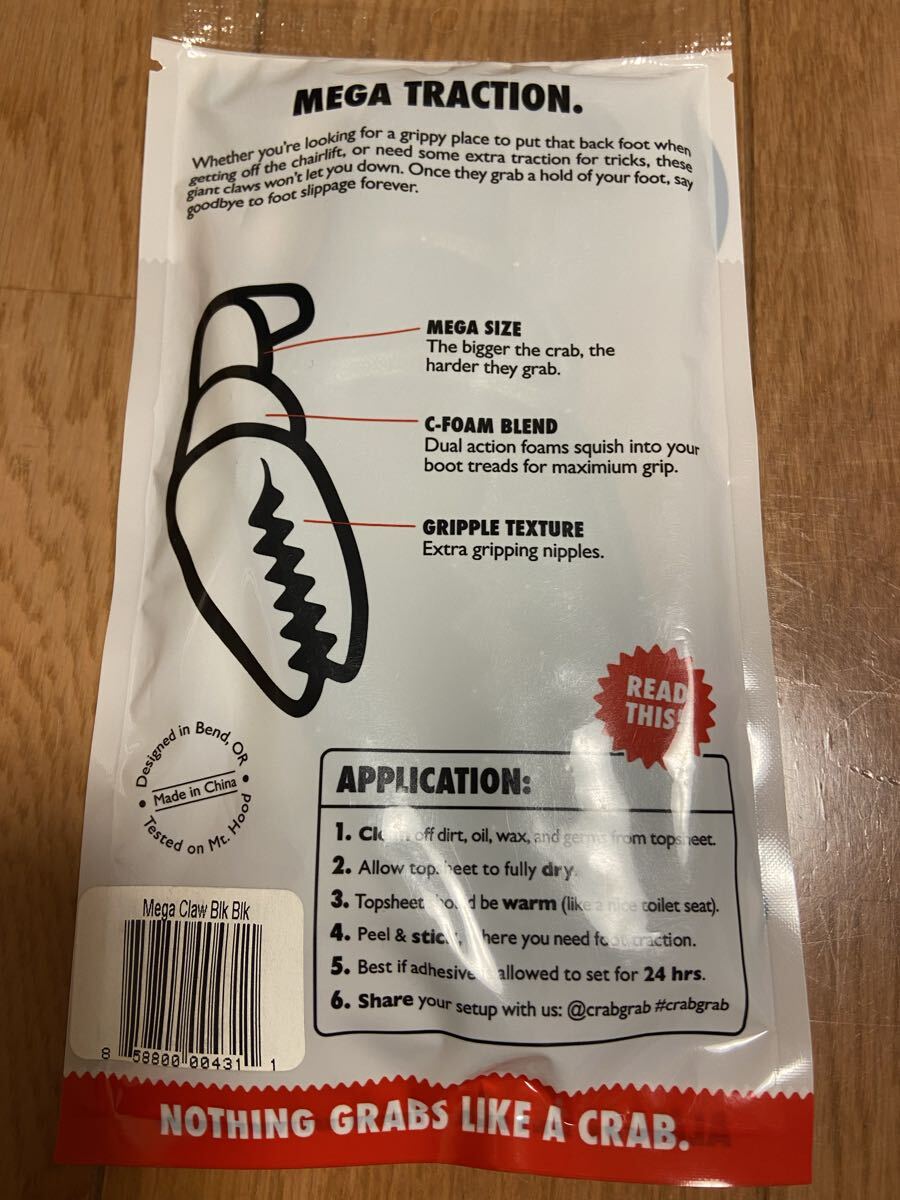 MEGA TRACTION.
Whether you're looking for a grippy place to put that back foot when
getting off the chairlift, or need some extra traction for tricks, these
giant claws won't let you down. Once they grab a hold of your foot, say
goodbye to foot slippage forever.
MEGA SIZE
The bigger the crab, the
harder they grab.
C-FOAM BLEND
Dual action foams squish into your
boot treads for maximium grip.
GRIPPLE TEXTURE
Extra gripping nipples.
READ
THIS!
Designed in Bend, OR
Made in China
Tested on Mt. Hood
APPLICATION:
1. Clean off dirt, oil, wax, and germs from topsheet.
2. Allow topsheet to fully dry.
3. Topsheet should be warm (like a nice toilet seat).
4. Peel & stick, where you need foot traction.
5. Best if adhesive allowed to set for 24 hrs.
6. Share your setup with us: @crabgrab #crabgrab
Mega Claw Blk Blk
8 58800 00431 1
NOTHING GRABS LIKE A CRAB.